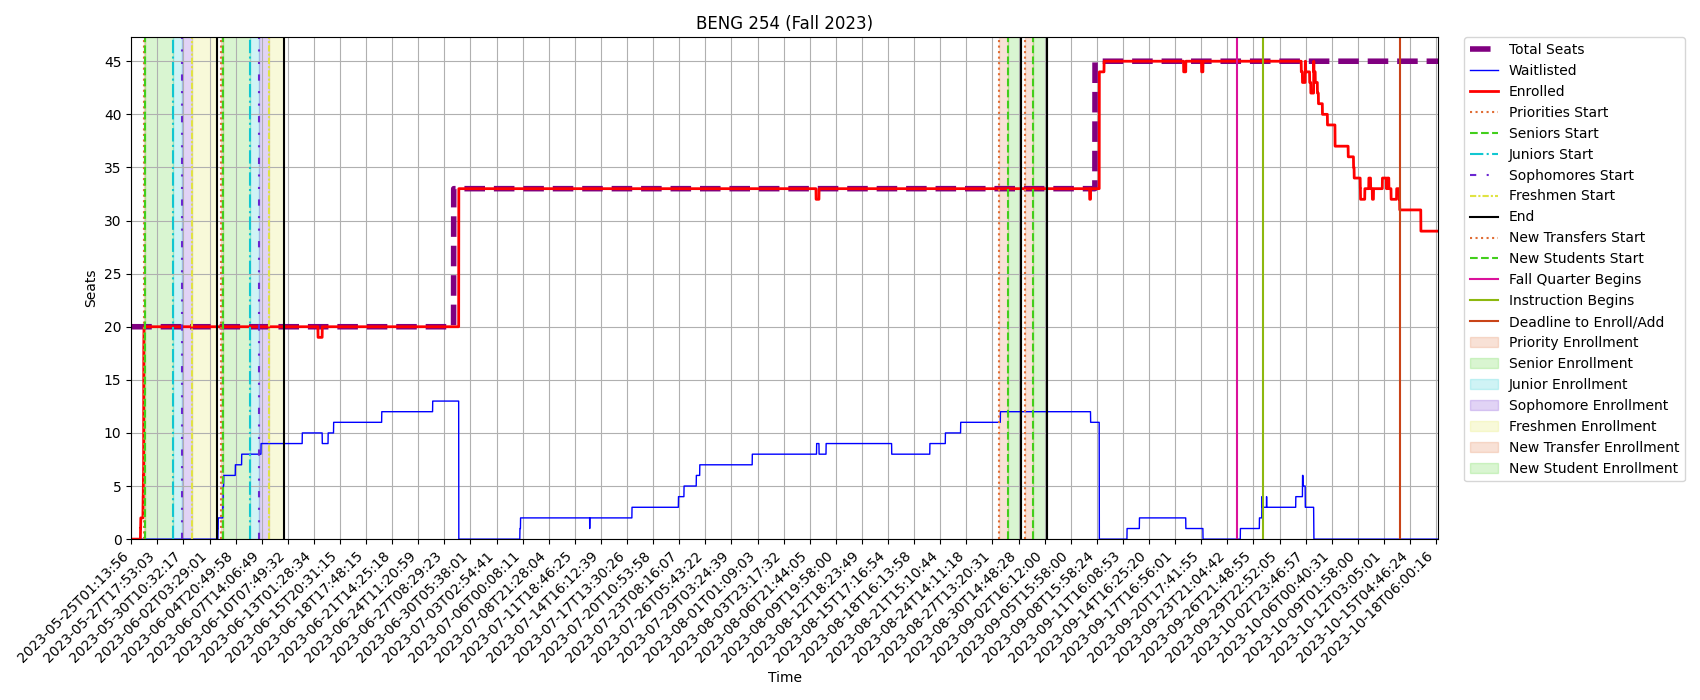 BENG 254 (Fall 2023)
Seats
45
40
35
30
25
20
15
10
5
0
2023-05-25T01:13:56
2023-05-27T17:53:03
2023-05-30T10:32:17
2023-06-02T03:29:01
2023-06-04T20:49:58
2023-06-07T14:06:49
2023-06-10T07:49:32
2023-06-13T01:28:34
2023-06-15T20:31:15
2023-06-18T17:48:15
2023-06-21T14:25:18
2023-06-24T11:20:59
2023-06-27T08:29:23
2023-06-30T05:38:01
2023-07-03T02:54:41
2023-07-06T00:08:11
2023-07-08T21:28:04
2023-07-11T18:46:25
2023-07-14T16:12:39
2023-07-17T13:30:26
2023-07-20T10:53:58
2023-07-23T08:16:07
2023-07-26T05:43:22
2023-07-29T03:24:39
2023-08-01T01:09:03
2023-08-03T23:17:32
2023-08-06T21:44:05
2023-08-09T19:58:00
2023-08-12T18:23:49
2023-08-15T17:16:54
2023-08-18T16:13:58
2023-08-21T15:10:44
2023-08-24T14:11:18
2023-08-27T13:20:31
2023-08-30T14:48:28
2023-09-02T16:12:00
2023-09-05T15:58:00
2023-09-08T15:58:24
2023-09-11T16:08:53
2023-09-14T16:25:20
2023-09-17T16:56:01
2023-09-20T17:41:55
2023-09-23T21:04:42
2023-09-26T21:48:55
2023-09-29T22:52:05
2023-10-02T23:46:57
2023-10-06T00:40:31
2023-10-09T01:58:00
2023-10-12T03:05:01
2023-10-15T04:46:24
2023-10-18T06:00:16
Time
Total Seats
Waitlisted
Enrolled
Priorities Start
Seniors Start
Juniors Start
Sophomores Start
Freshmen Start
End
New Transfers Start
New Students Start
Fall Quarter Begins
Instruction Begins
Deadline to Enroll/Add
Priority Enrollment
Senior Enrollment
Junior Enrollment
Sophomore Enrollment
Freshmen Enrollment
New Transfer Enrollment
New Student Enrollment